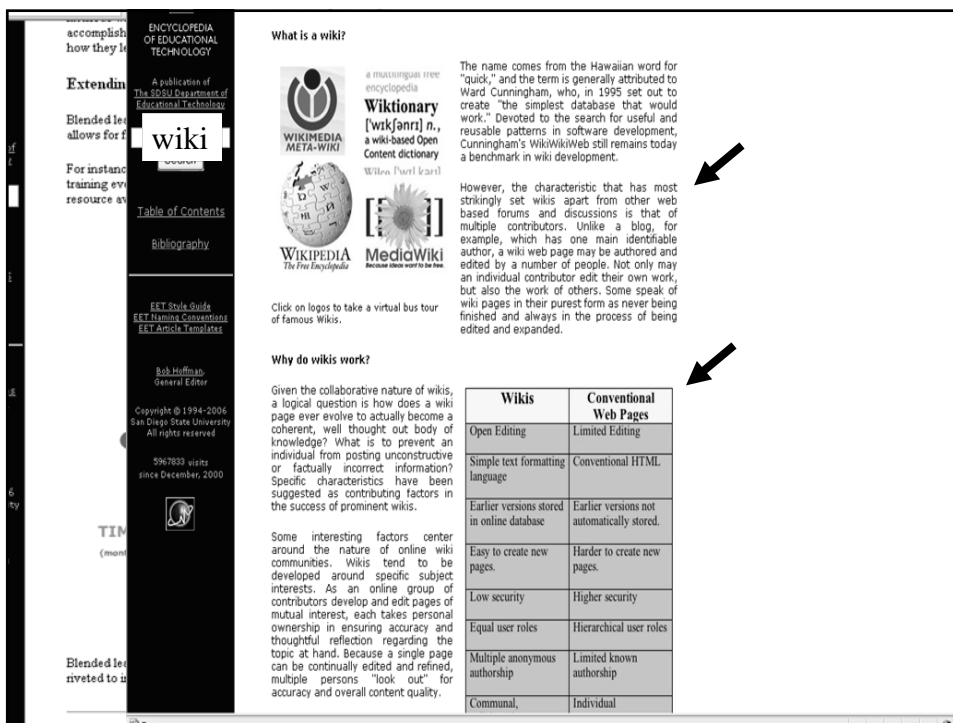 accomplish
how they le
Extendin
Blended lea
allows for f
For instanc
training eve
resource av
TIM
(mont
Blended lea
riveted to i
ENCYCLOPEDIA
OF EDUCATIONAL
TECHNOLOGY
A publication of
The SDSU Department of
Educational Technology
wiki
Search
Table of Contents
Bibliography
EET Style Guide
EET Naming Conventions
EET Article Templates
Bob Hoffman,
General Editor
Copyright © 1994-2006
San Diego State University
All rights reserved
5967833 visits
since December, 2000
What is a wiki?
WIKIMEDIA
META-WIKI
a multilingual free
encyclopedia
Wiktionary
['wɪkʃənrɪ] n.,
a wiki-based Open
Content dictionary
Wilco ['wɪl kəʊ]
WIKIPEDIA
The Free Encyclopedia
MediaWiki
Because ideas want to be free.
Click on logos to take a virtual bus tour
of famous Wikis.
The name comes from the Hawaiian word for
"quick," and the term is generally attributed to
Ward Cunningham, who, in 1995 set out to
create "the simplest database that would
work." Devoted to the search for useful and
reusable patterns in software development,
Cunningham's WikiWikiWeb still remains today
a benchmark in wiki development.
However, the characteristic that has most
strikingly set wikis apart from other web
based forums and discussions is that of
multiple contributors. Unlike a blog, for
example, which has one main identifiable
author, a wiki web page may be authored and
edited by a number of people. Not only may
an individual contributor edit their own work,
but also the work of others. Some speak of
wiki pages in their purest form as never being
finished and always in the process of being
edited and expanded.
Why do wikis work?
Given the collaborative nature of wikis,
a logical question is how does a wiki
page ever evolve to actually become a
coherent, well thought out body of
knowledge? What is to prevent an
individual from posting unconstructive
or factually incorrect information?
Specific characteristics have been
suggested as contributing factors in
the success of prominent wikis.
Some interesting factors center
around the nature of online wiki
communities. Wikis tend to be
developed around specific subject
interests. As an online group of
contributors develop and edit pages of
mutual interest, each takes personal
ownership in ensuring accuracy and
thoughtful reflection regarding the
topic at hand. Because a single page
can be continually edited and refined,
multiple persons "look out" for
accuracy and overall content quality.
Wikis Conventional
Web Pages
Open Editing Limited Editing
Simple text formatting Conventional HTML
language
Earlier versions stored Earlier versions not
in online database automatically stored.
Easy to create new Harder to create new
pages. pages.
Low security Higher security
Equal user roles Hierarchical user roles
Multiple anonymous Limited known
authorship authorship
Communal, Individual